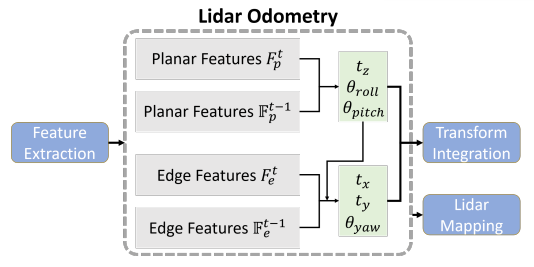 Lidar Odometry
Planar Features $F_p^t$
Planar Features $\mathbb{F}_p^{t-1}$
Edge Features $F_e^t$
Edge Features $\mathbb{F}_e^{t-1}$
$t_z$
$\theta_{roll}$
$\theta_{pitch}$
$t_x$
$t_y$
$\theta_{yaw}$
Feature
Extraction
Transform
Integration
Lidar
Mapping